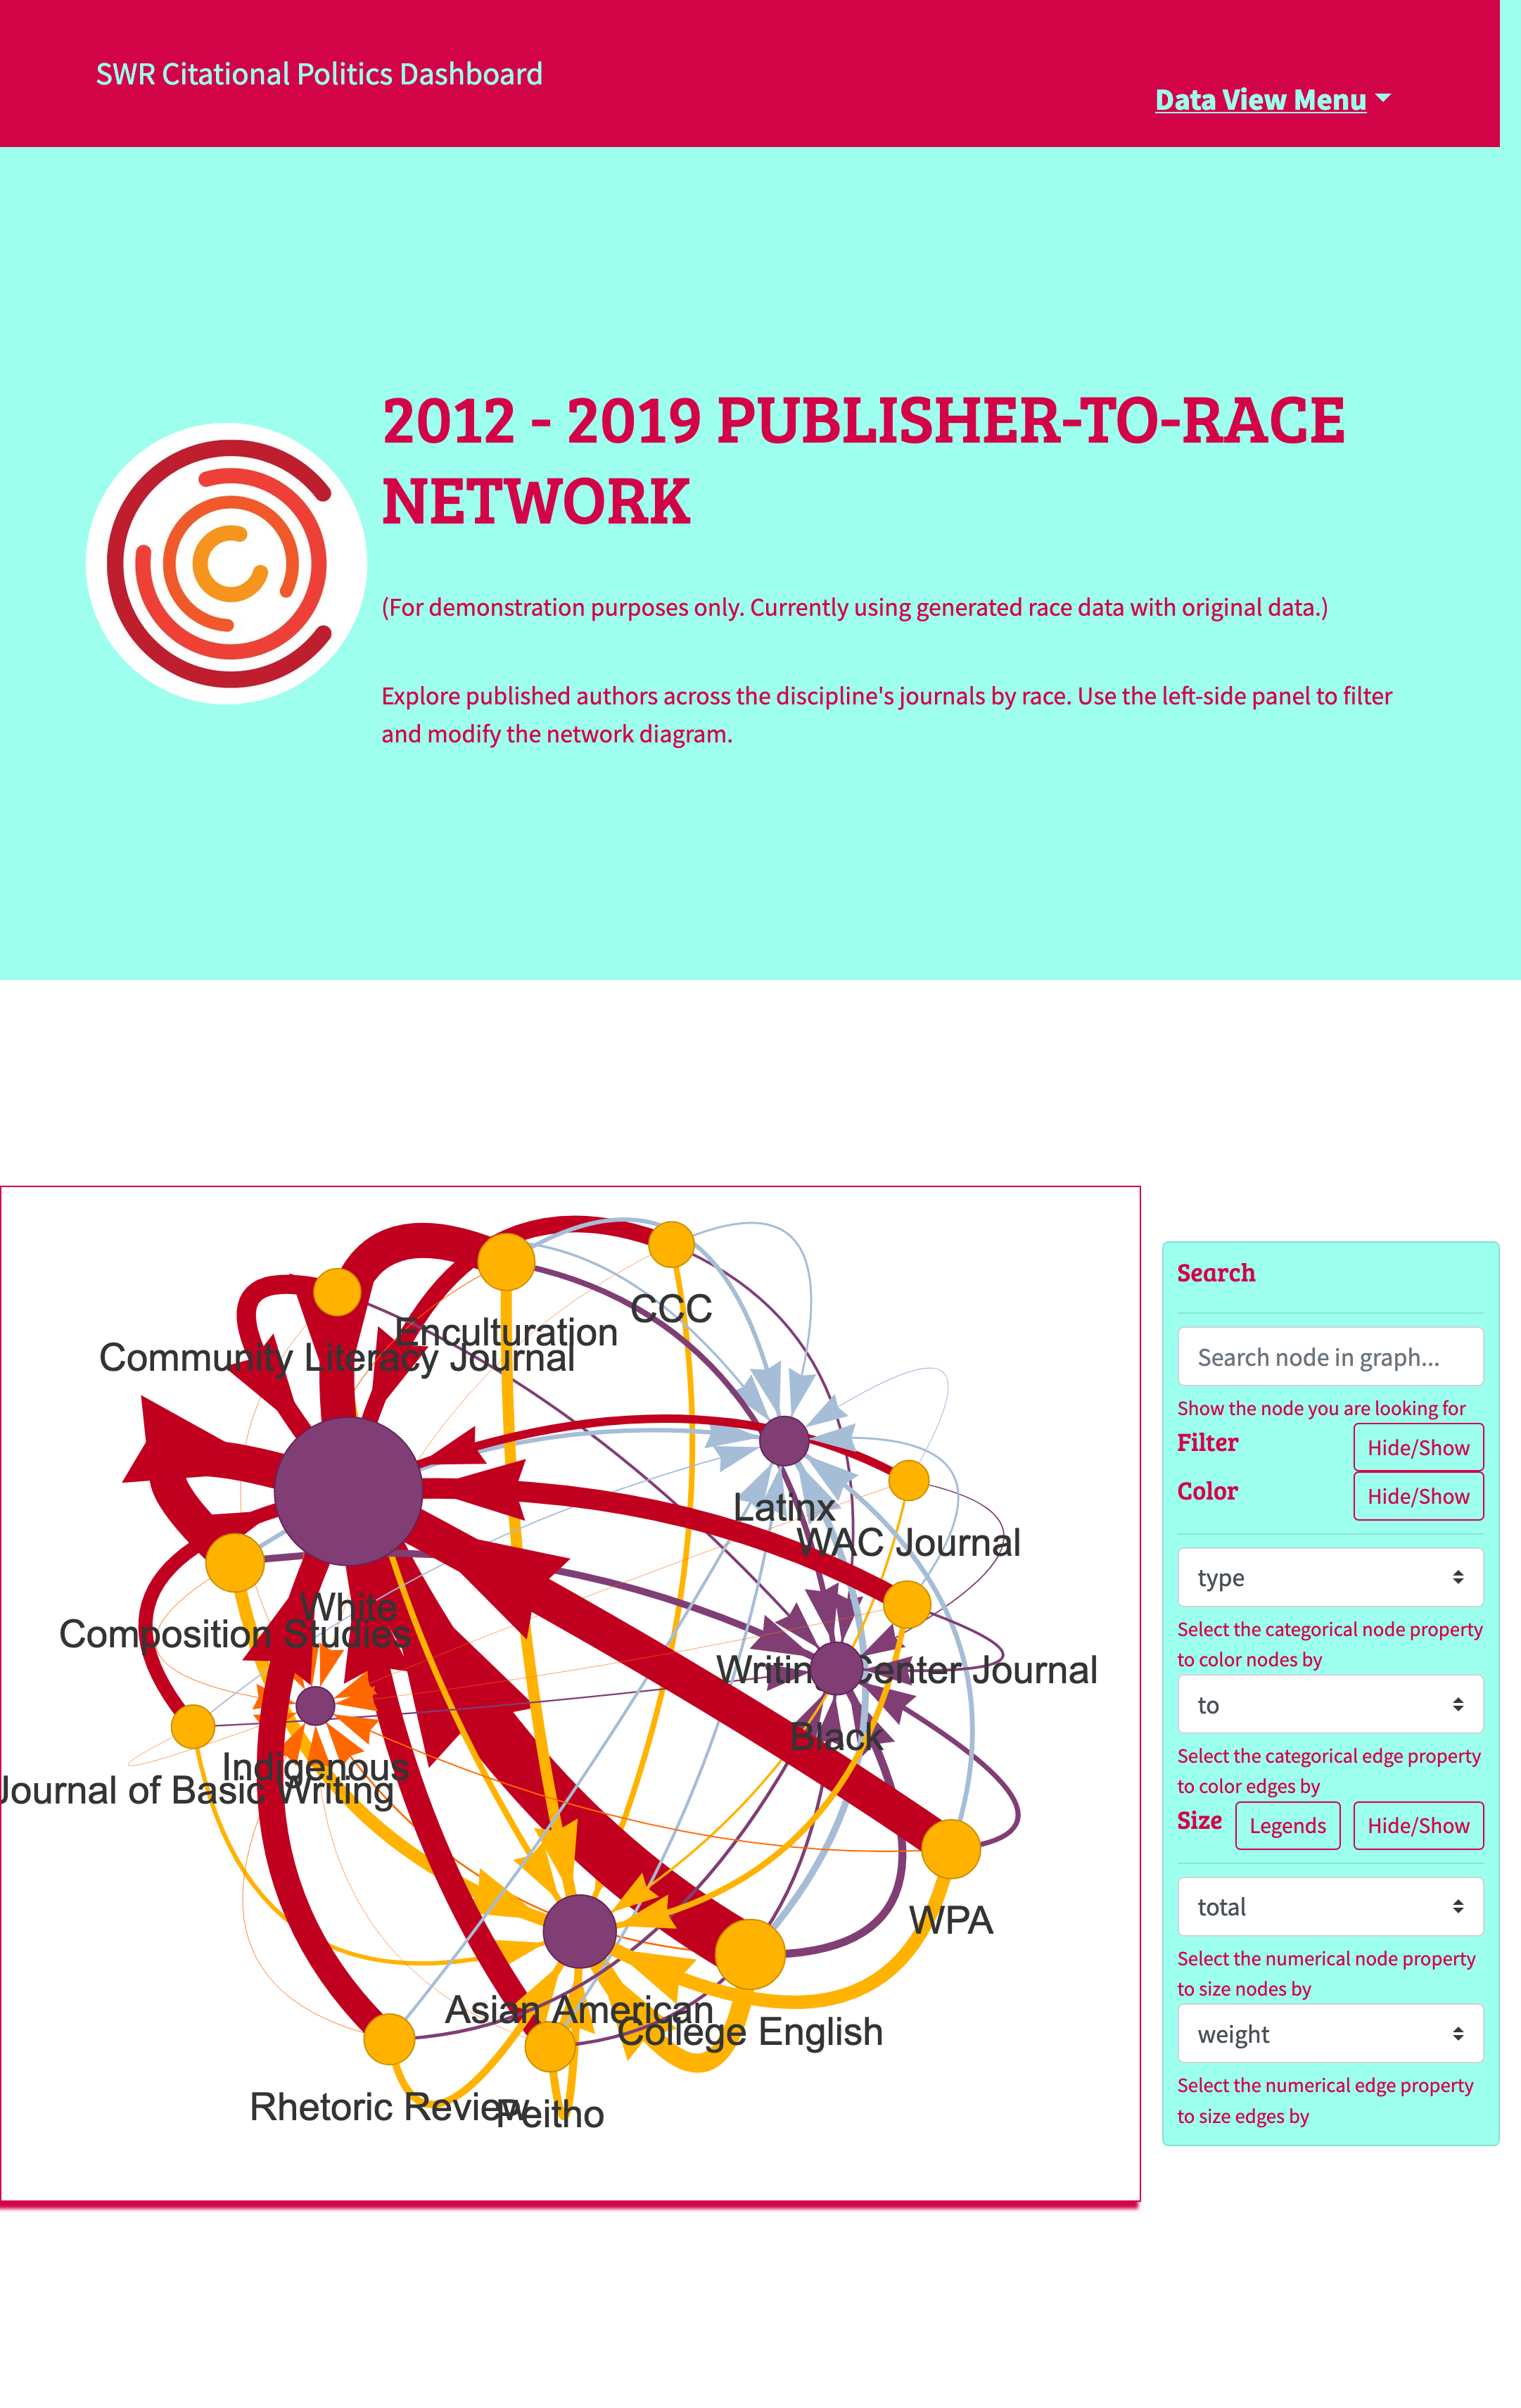 SWR Citational Politics Dashboard
Data View Menu
2012 - 2019 PUBLISHER-TO-RACE
NETWORK
(For demonstration purposes only. Currently using generated race data with original data.)
Explore published authors across the discipline's journals by race. Use the left-side panel to filter
and modify the network diagram.
CCC
Enculturation
Community Literacy Journal
Latinx
WAC Journal
White
Composition Studies
Writing Center Journal
Black
Indigenous
Journal of Basic Writing
WPA
Asian American
College English
Rhetoric Review
Peitho
Search
Search node in graph...
Show the node you are looking for
Filter
Hide/Show
Color
Hide/Show
type
Select the categorical node property
to color nodes by
to
Select the categorical edge property
to color edges by
Size
Legends
Hide/Show
total
Select the numerical node property
to size nodes by
weight
Select the numerical edge property
to size edges by